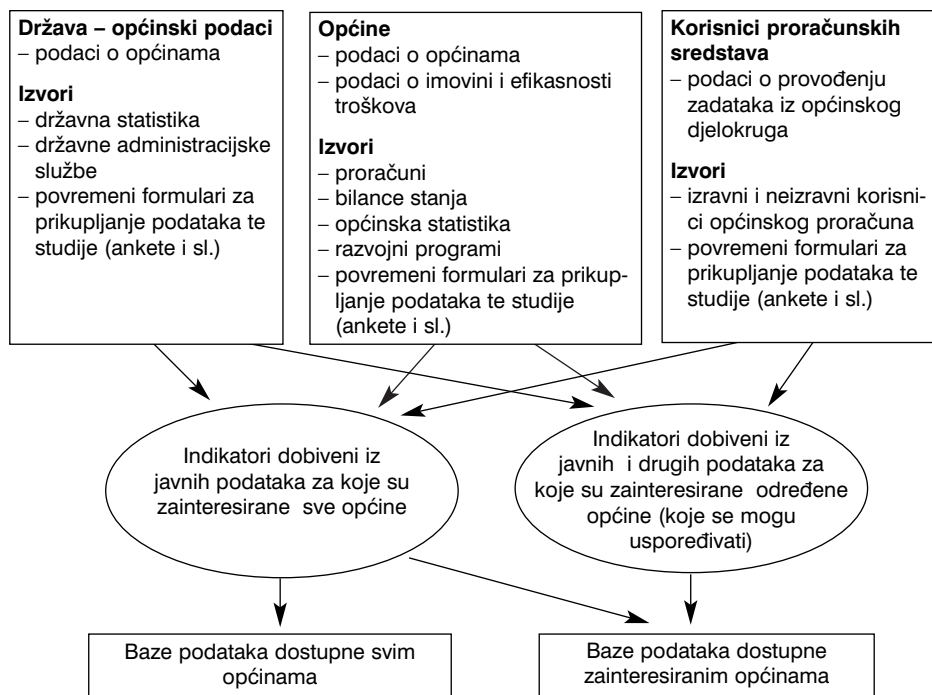 Država – općinski podaci
– podaci o općinama
Izvori
– državna statistika
– državne administracijske
službe
– povremeni formulari za
prikupljanje podataka te
studije (ankete i sl.)
Općine
– podaci o općinama
– podaci o imovini i efikasnosti
troškova
Izvori
– proračuni
– bilance stanja
– općinska statistika
– razvojni programi
– povremeni formulari za prikup-
ljanje podataka te studije
(ankete i sl.)
Korisnici proračunskih
sredstava
– podaci o provođenju
zadataka iz općinskog
djelokruga
Izvori
– izravni i neizravni korisni-
ci općinskog proračuna
– povremeni formulari za
prikupljanje podataka te
studije (ankete i sl.)
Indikatori dobiveni iz
javnih podataka za koje su
zainteresirane sve općine
Indikatori dobiveni iz
javnih i drugih podataka za
koje su zainteresirane određene
općine (koje se mogu
uspoređivati)
Baze podataka dostupne svim
općinama
Baze podataka dostupne
zainteresiranim općinama